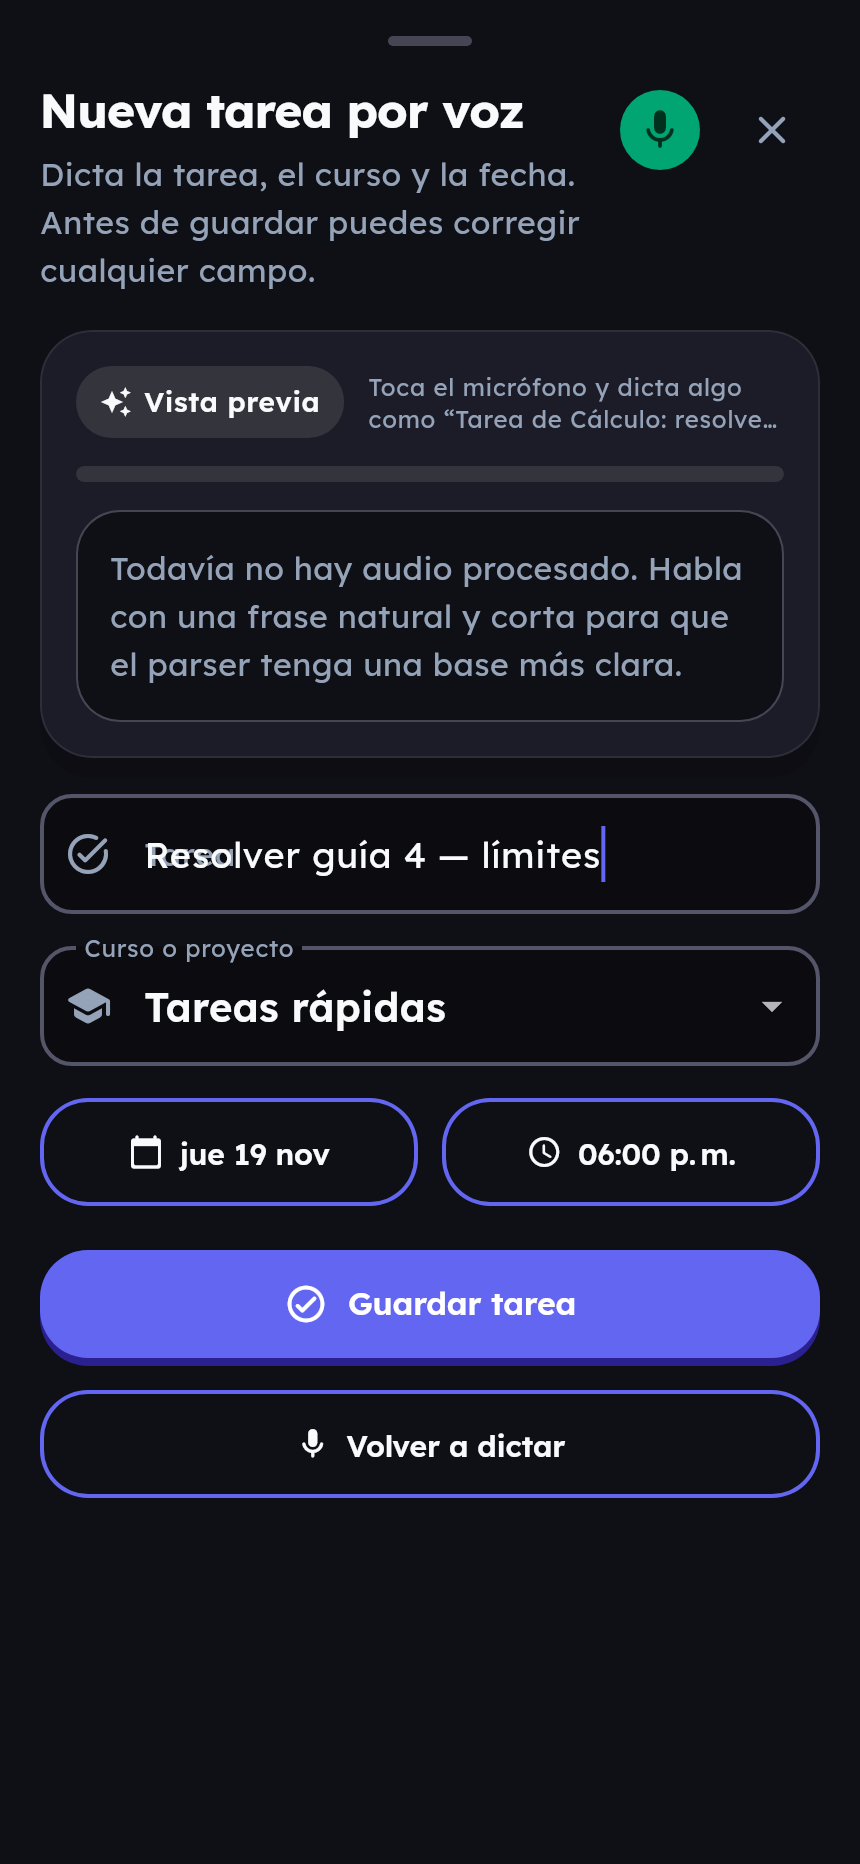 Nueva tarea por voz
Dicta la tarea, el curso y la fecha.
Antes de guardar puedes corregir
cualquier campo.
Vista previa
Toca el micrófono y dicta algo
como “Tarea de Cálculo: resolve…
Todavía no hay audio procesado. Habla
con una frase natural y corta para que
el parser tenga una base más clara.
Resolver guía 4 — límites
Curso o proyecto
Tareas rápidas
jue 19 nov
06:00 p. m.
Guardar tarea
Volver a dictar